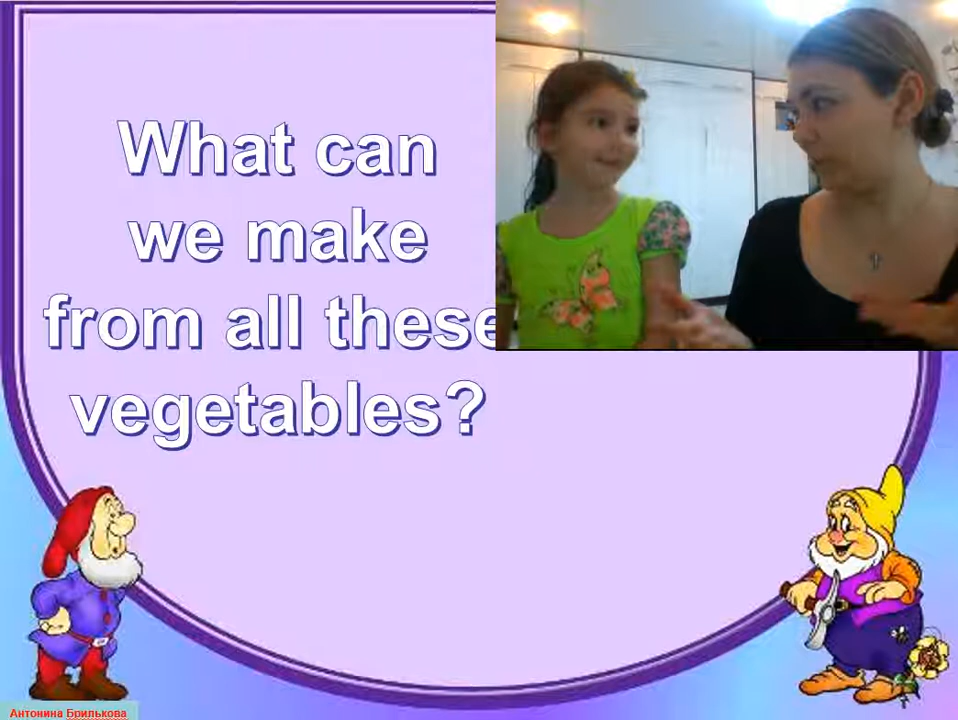 What can
we make
from all these
vegetables?
Антонина Брилькова